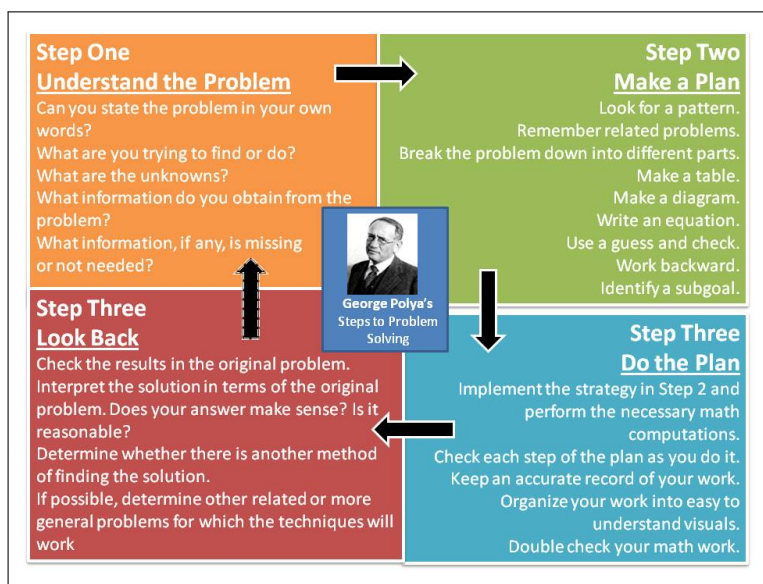 Step One
Understand the Problem
Can you state the problem in your own
words?
What are you trying to find or do?
What are the unknowns?
What information do you obtain from the
problem?
What information, if any, is missing
or not needed?
Step Two
Make a Plan
Look for a pattern.
Remember related problems.
Break the problem down into different parts.
Make a table.
Make a diagram.
Write an equation.
Use a guess and check.
Work backward.
Identify a subgoal.
George Polya's
Steps to Problem
Solving
Step Three
Do the Plan
Implement the strategy in Step 2 and
perform the necessary math
computations.
Check each step of the plan as you do it.
Keep an accurate record of your work.
Organize your work into easy to
understand visuals.
Double check your math work.
Step Three
Look Back
Check the results in the original problem.
Interpret the solution in terms of the original
problem. Does your answer make sense? Is it
reasonable?
Determine whether there is another method
of finding the solution.
If possible, determine other related or more
general problems for which the techniques will
work